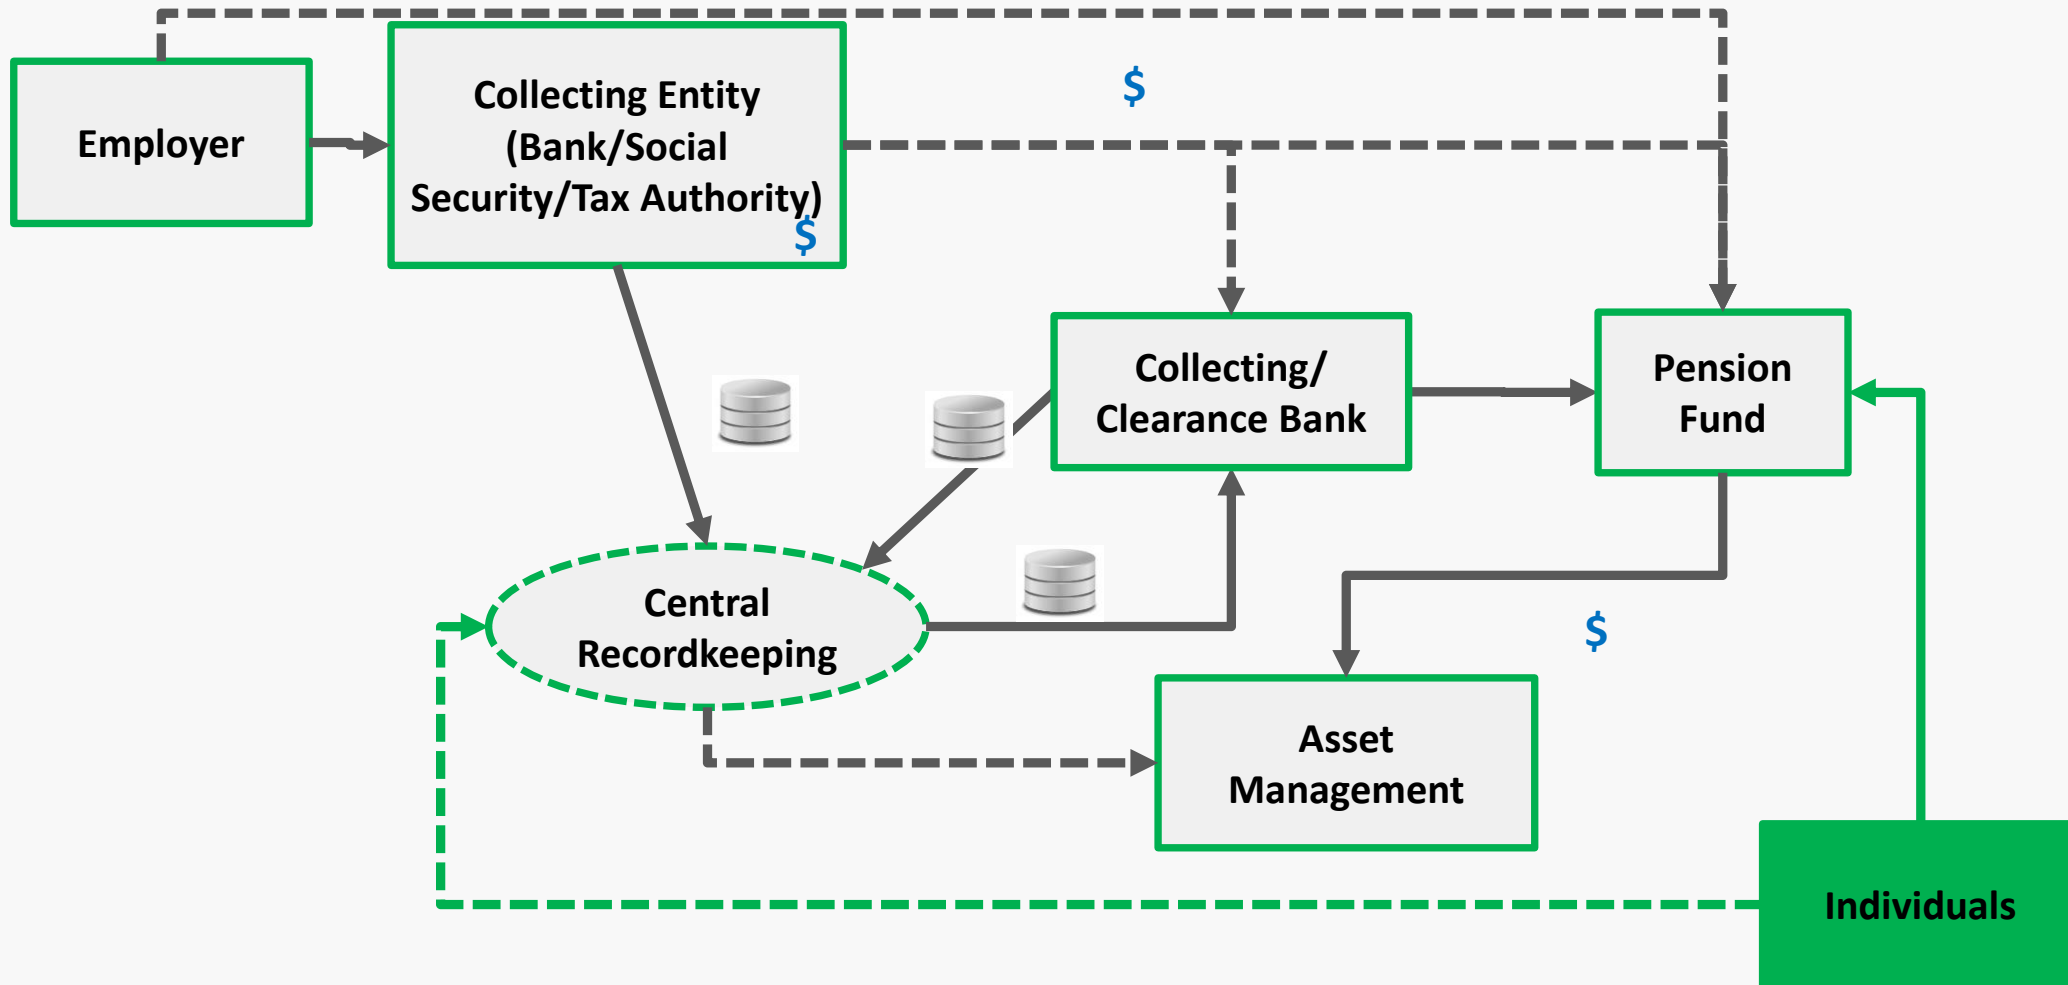 $
Employer
Collecting Entity
(Bank/Social
Security/Tax Authority)
$
Collecting/
Clearance Bank
Pension
Fund
Central
Recordkeeping
$
Asset
Management
Individuals